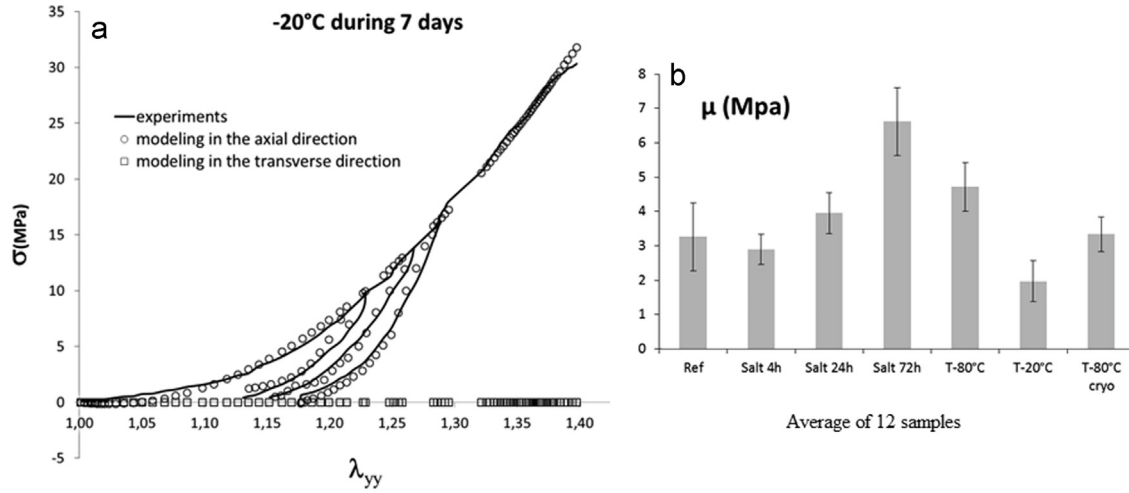 a
-20°C during 7 days
35
30
25
20
15
10
5
0
-5
σ(MPa)
experiments
modeling in the axial direction
modeling in the transverse direction
1,00 1,05 1,10 1,15 1,20 1,25 1,30 1,35 1,40
λyy
b
μ (Mpa)
8
7
6
5
4
3
2
1
0
Ref Salt 4h Salt 24h Salt 72h T-80°C T-20°C T-80°C
cryo
Average of 12 samples